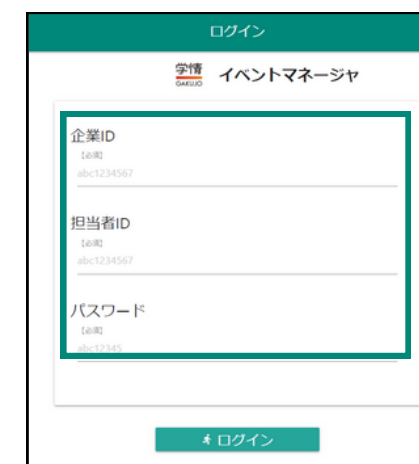 ログイン
学情
GAKUJO
イベントマネージャ
企業ID
【必須】
abc1234567
担当者ID
【必須】
abc1234567
パスワード
【必須】
abc12345
ログイン